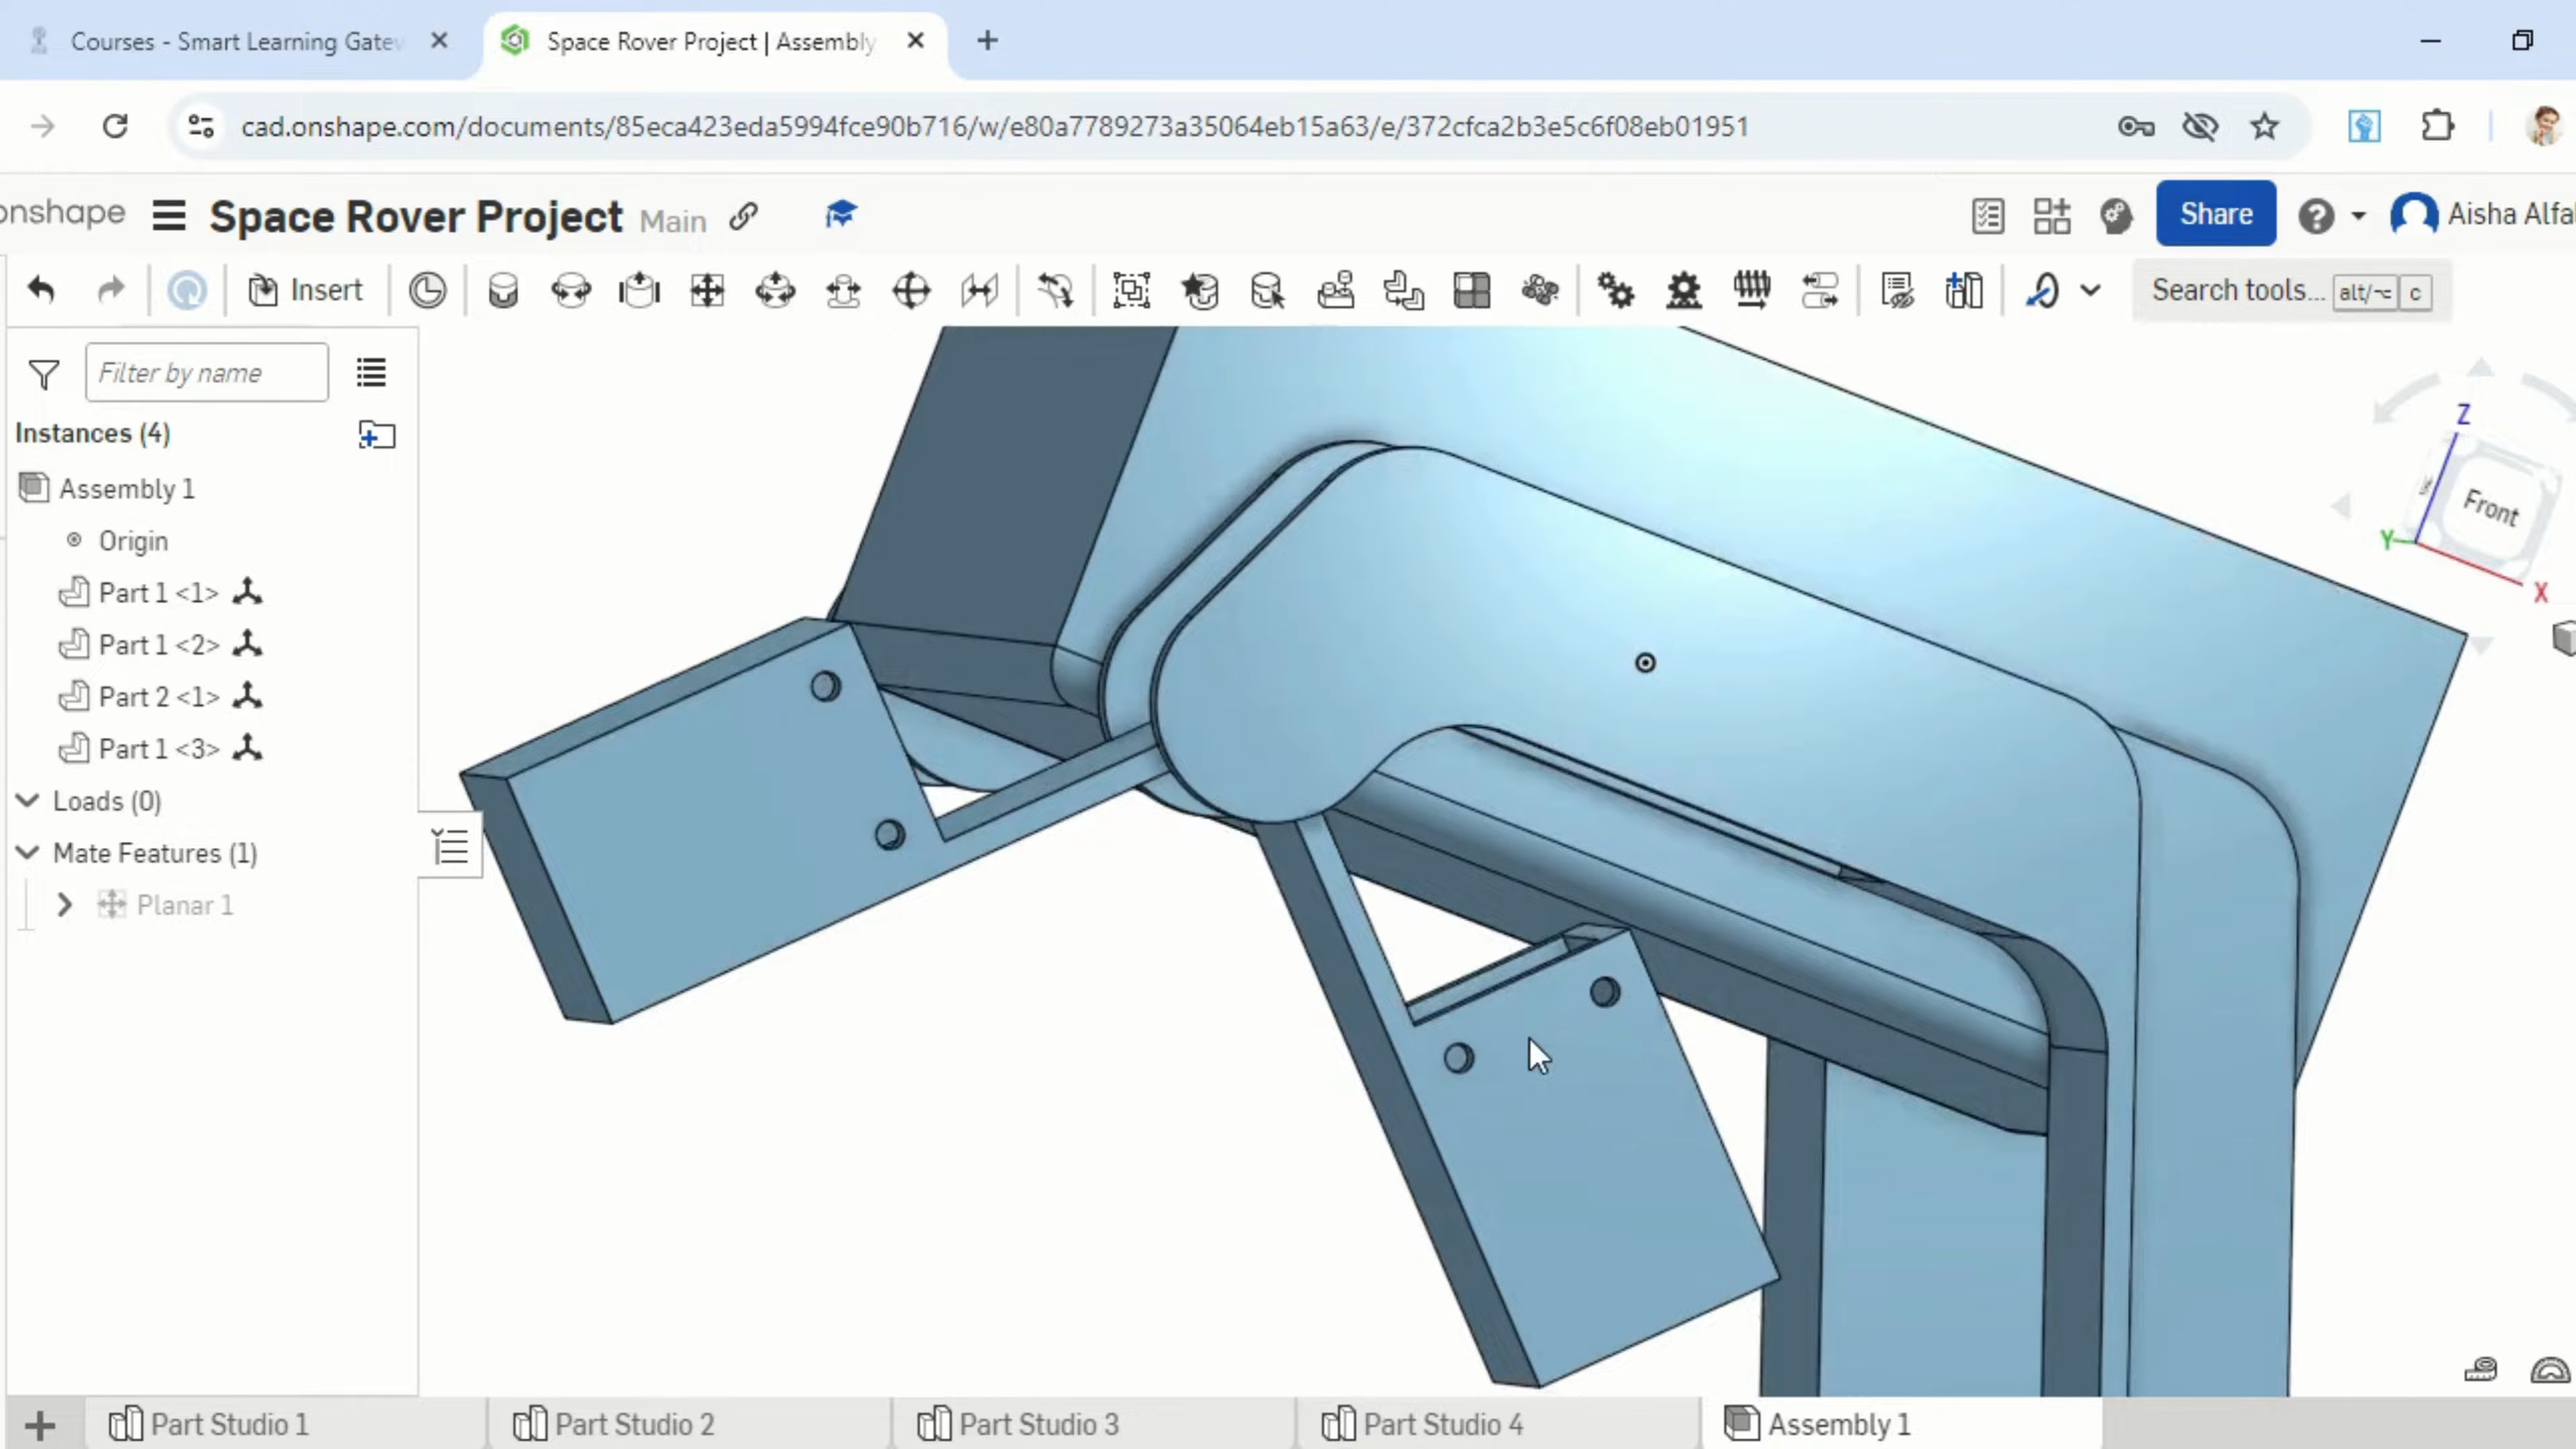 Courses - Smart Learning Gatew
Space Rover Project | Assembly
cad.onshape.com/documents/85eca423eda5994fce90b716/w/e80a7789273a35064eb15a63/e/372cfca2b3e5c6f08eb01951
onshape
Space Rover Project Main
Share
Aisha Alfa
Insert
Search tools... alt/⌥ c
Filter by name
Instances (4)
Assembly 1
Origin
Part 1 <1>
Part 1 <2>
Part 2 <1>
Part 1 <3>
Loads (0)
Mate Features (1)
Planar 1
Z
Front
Y
X
Part Studio 1
Part Studio 2
Part Studio 3
Part Studio 4
Assembly 1